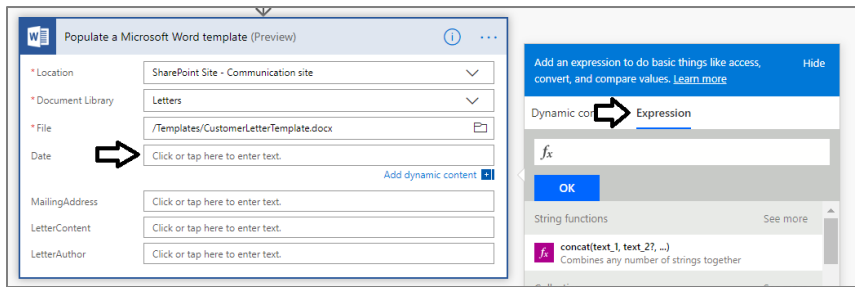 Populate a Microsoft Word template (Preview)
* Location SharePoint Site - Communication site
* Document Library Letters
* File /Templates/CustomerLetterTemplate.docx
Date Click or tap here to enter text.
Add dynamic content
MailingAddress Click or tap here to enter text.
LetterContent Click or tap here to enter text.
LetterAuthor Click or tap here to enter text.
Add an expression to do basic things like access, Hide
convert, and compare values. Learn more
Dynamic con Expression
fx
OK
String functions See more
fx concat(text_1, text_2?, ...)
Combines any number of strings together